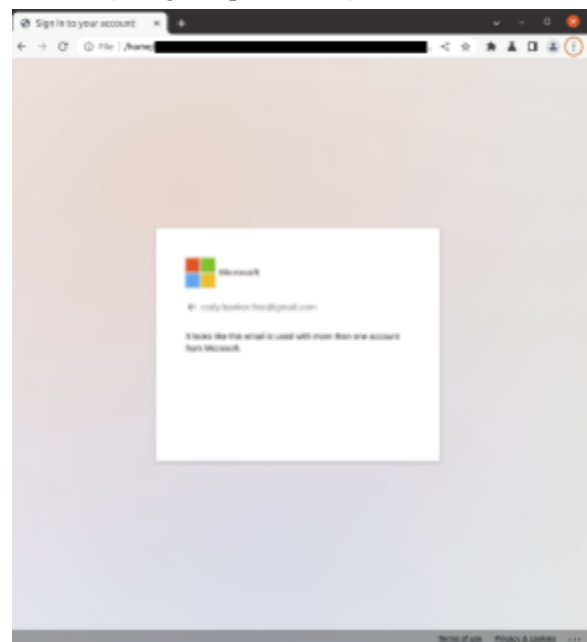 Sign in to your account
File /home/
Microsoft
It looks like this email is used with more than one account
from Microsoft.
Terms of use Privacy & cookies ...